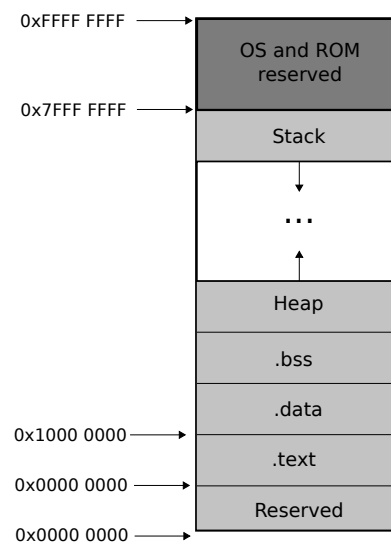 0xFFFF FFFF
OS and ROM
reserved
0x7FFF FFFF
Stack
...
Heap
.bss
.data
0x1000 0000
.text
0x0000 0000
Reserved
0x0000 0000